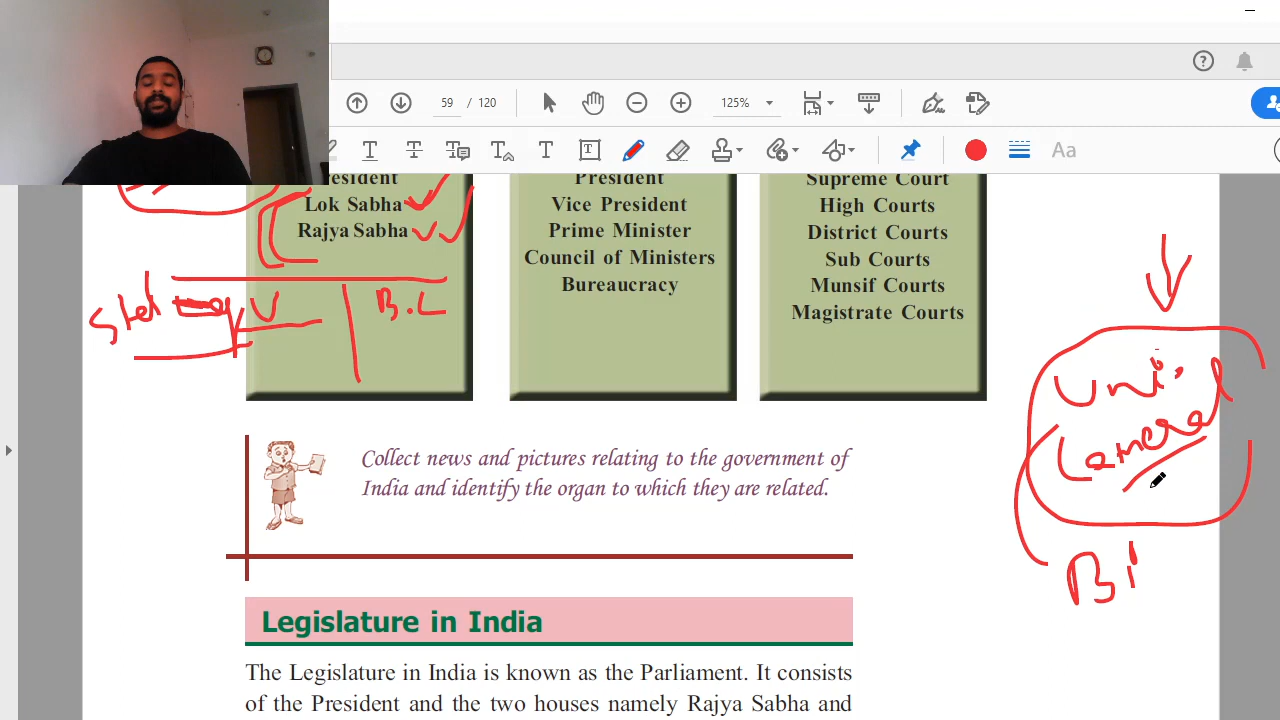 59 / 120
125%
Aa
President
Lok Sabha
Rajya Sabha
President
Vice President
Prime Minister
Council of Ministers
Bureaucracy
Supreme Court
High Courts
District Courts
Sub Courts
Munsif Courts
Magistrate Courts
U
B.L
Uni.
Cameral
Bi
Collect news and pictures relating to the government of
India and identify the organ to which they are related.
Legislature in India
The Legislature in India is known as the Parliament. It consists
of the President and the two houses namely Rajya Sabha and